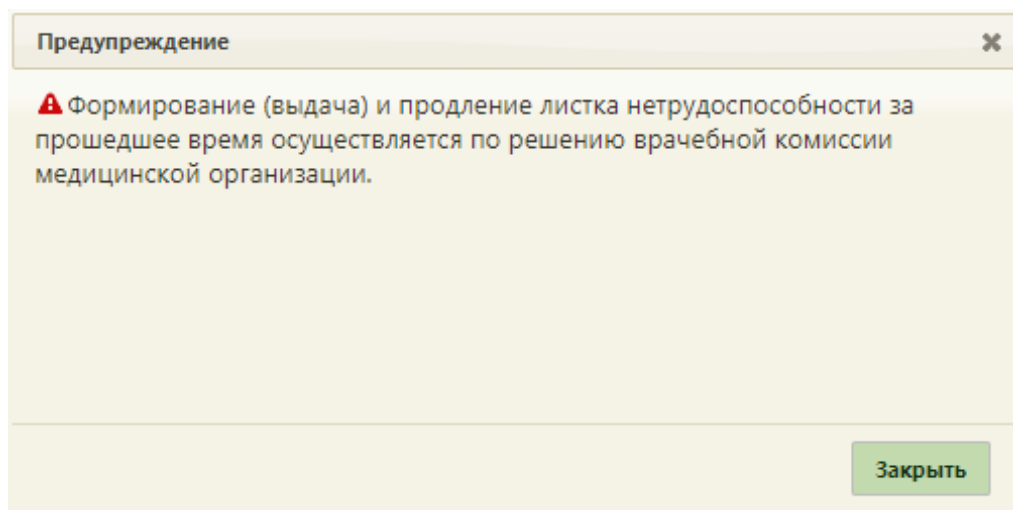 Предупреждение
Формирование (выдача) и продление листка нетрудоспособности за
прошедшее время осуществляется по решению врачебной комиссии
медицинской организации.
Закрыть